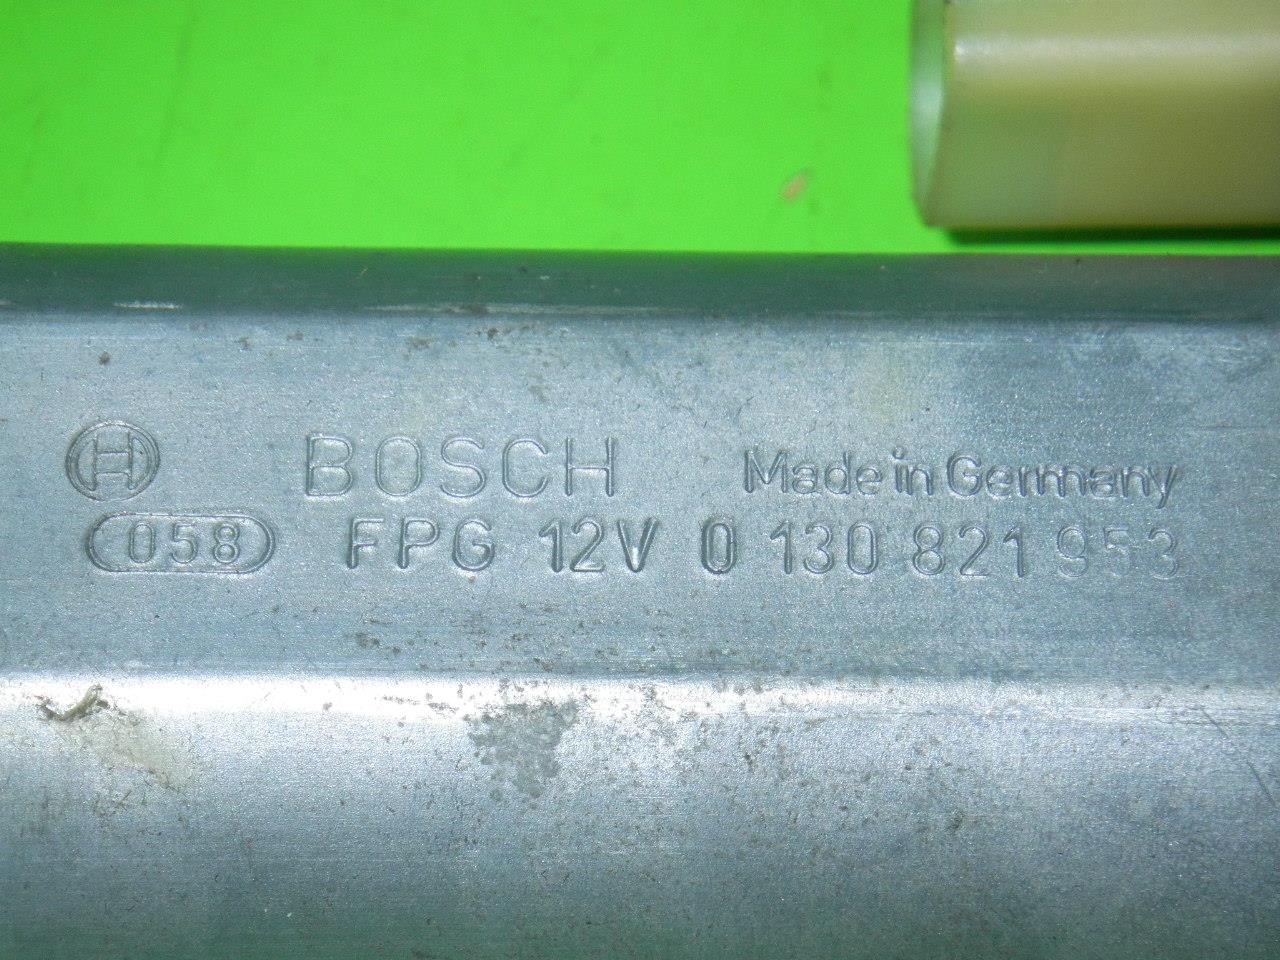 BOSCH Made in Germany
058 FPG 12V 0 130 821 953